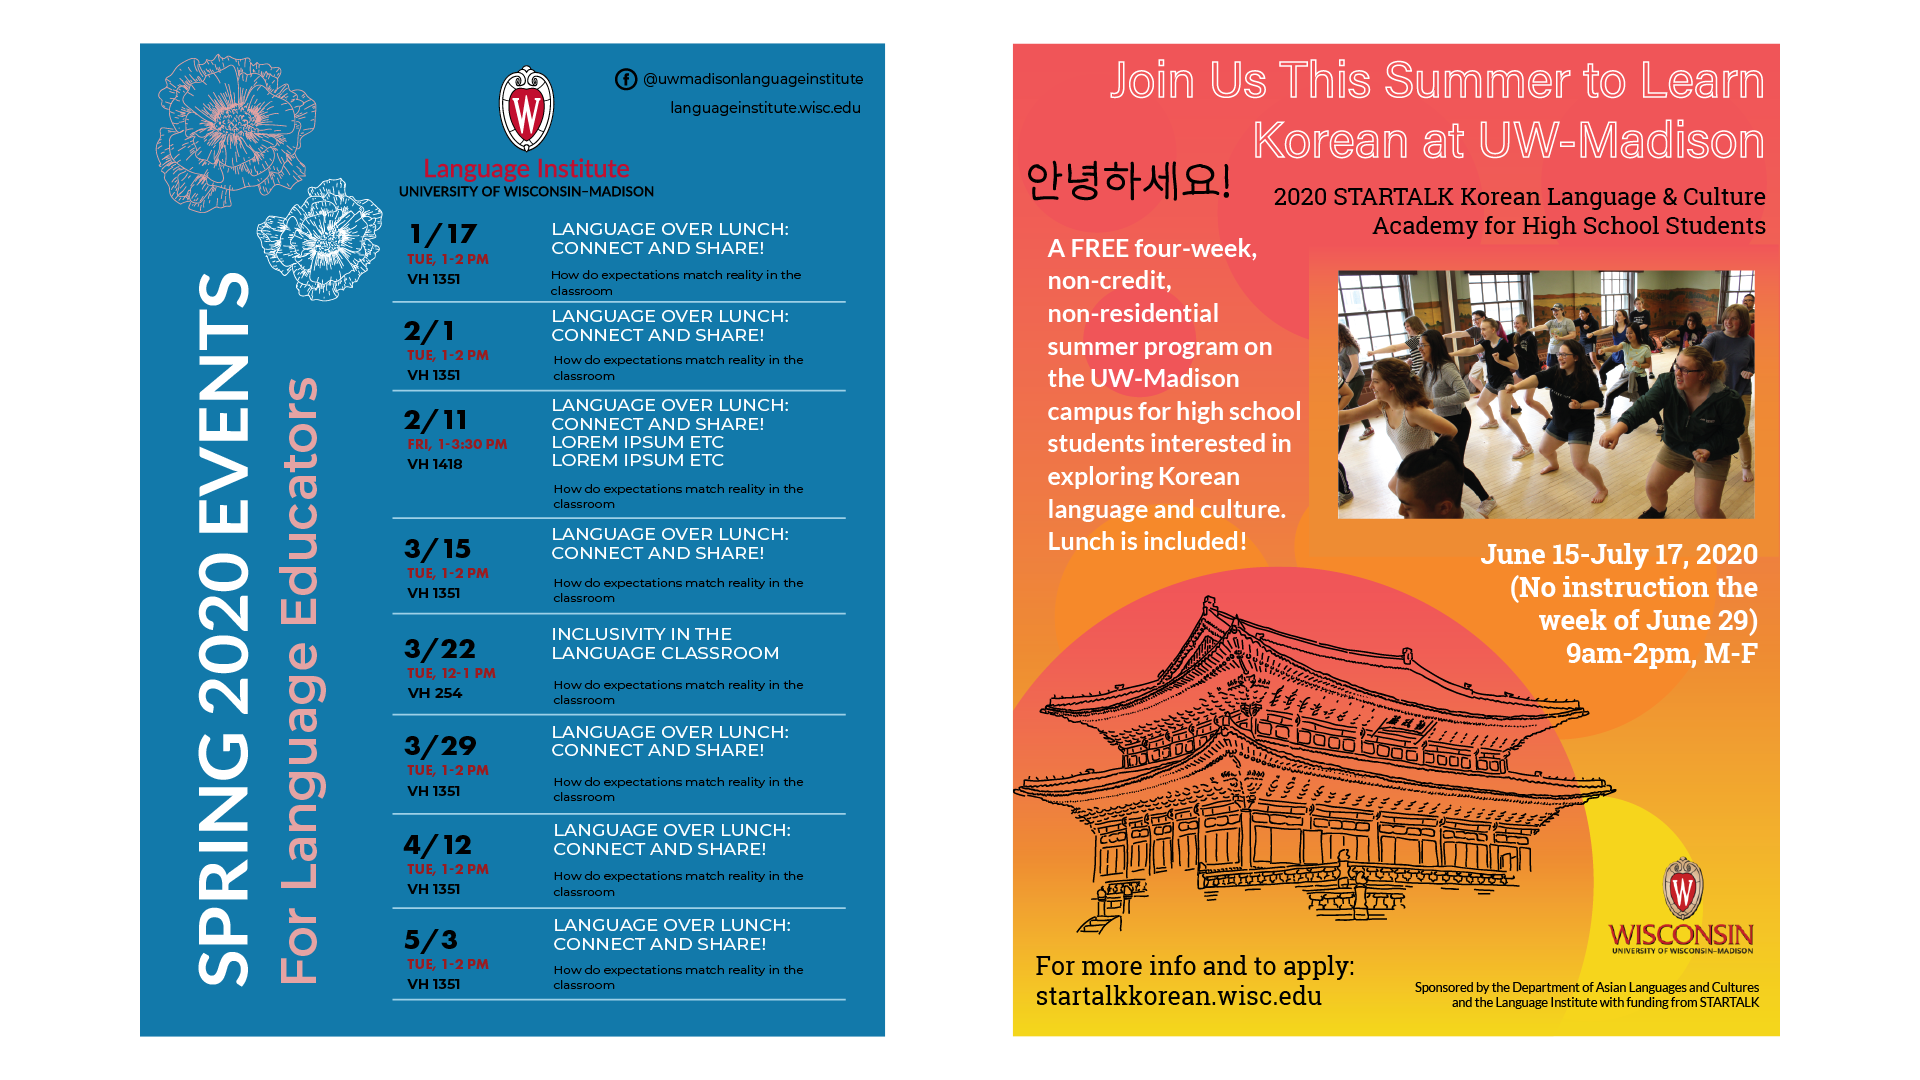 SPRING 2020 EVENTS
For Language Educators
@uwmadisonlanguageinstitute
languageinstitute.wisc.edu
W
Language Institute
UNIVERSITY OF WISCONSIN–MADISON
1/17
TUE, 1-2 PM
VH 1351
LANGUAGE OVER LUNCH:
CONNECT AND SHARE!
How do expectations match reality in the
classroom
2/1
TUE, 1-2 PM
VH 1351
LANGUAGE OVER LUNCH:
CONNECT AND SHARE!
How do expectations match reality in the
classroom
2/11
FRI, 1-3:30 PM
VH 1418
LANGUAGE OVER LUNCH:
CONNECT AND SHARE!
LOREM IPSUM ETC
LOREM IPSUM ETC
How do expectations match reality in the
classroom
3/15
TUE, 1-2 PM
VH 1351
LANGUAGE OVER LUNCH:
CONNECT AND SHARE!
How do expectations match reality in the
classroom
3/22
TUE, 12-1 PM
VH 254
INCLUSIVITY IN THE
LANGUAGE CLASSROOM
How do expectations match reality in the
classroom
3/29
TUE, 1-2 PM
VH 1351
LANGUAGE OVER LUNCH:
CONNECT AND SHARE!
How do expectations match reality in the
classroom
4/12
TUE, 1-2 PM
VH 1351
LANGUAGE OVER LUNCH:
CONNECT AND SHARE!
How do expectations match reality in the
classroom
5/3
TUE, 1-2 PM
VH 1351
LANGUAGE OVER LUNCH:
CONNECT AND SHARE!
How do expectations match reality in the
classroom
Join Us This Summer to Learn
Korean at UW-Madison
안녕하세요!
2020 STARTALK Korean Language & Culture
Academy for High School Students
A FREE four-week,
non-credit,
non-residential
summer program on
the UW-Madison
campus for high school
students interested in
exploring Korean
language and culture.
Lunch is included!
June 15-July 17, 2020
(No instruction the
week of June 29)
9am-2pm, M-F
W
WISCONSIN
UNIVERSITY OF WISCONSIN–MADISON
For more info and to apply:
startalkkorean.wisc.edu
Sponsored by the Department of Asian Languages and Cultures
and the Language Institute with funding from STARTALK